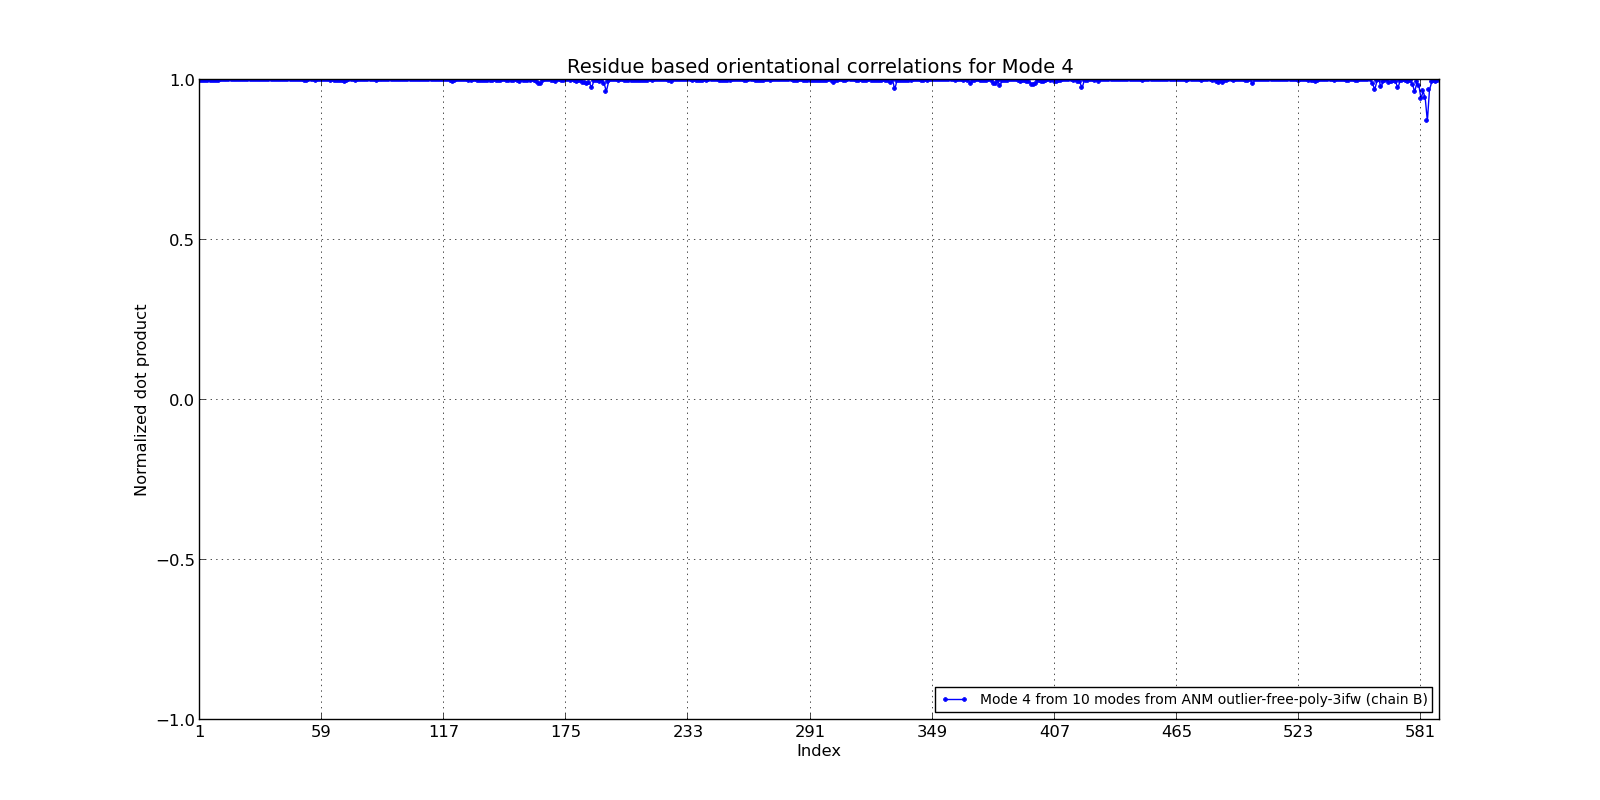 Residue based orientational correlations for Mode 4
1.0
0.5
0.0
−0.5
−1.0
Normalized dot product
1 59 117 175 233 291 349 407 465 523 581
Index
Mode 4 from 10 modes from ANM outlier-free-poly-3ifw (chain B)